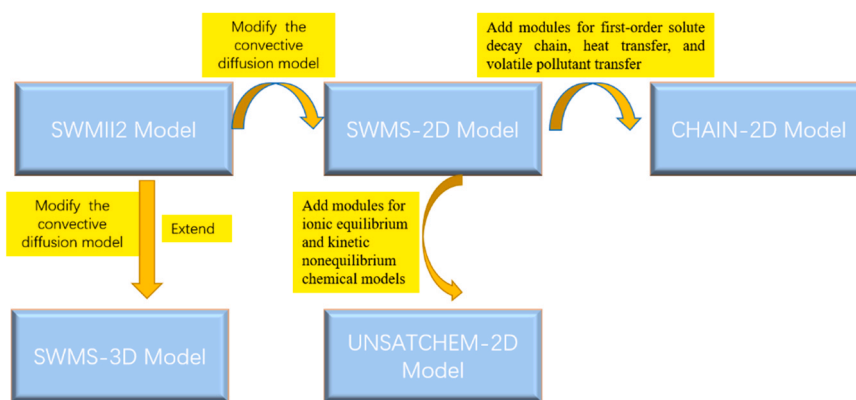 Modify the
convective
diffusion model
Add modules for first-order solute
decay chain, heat transfer, and
volatile pollutant transfer
SWMII2 Model
SWMS-2D Model
CHAIN-2D Model
Modify the
convective
diffusion model
Extend
Add modules for
ionic equilibrium
and kinetic
nonequilibrium
chemical models
SWMS-3D Model
UNSATCHEM-2D
Model